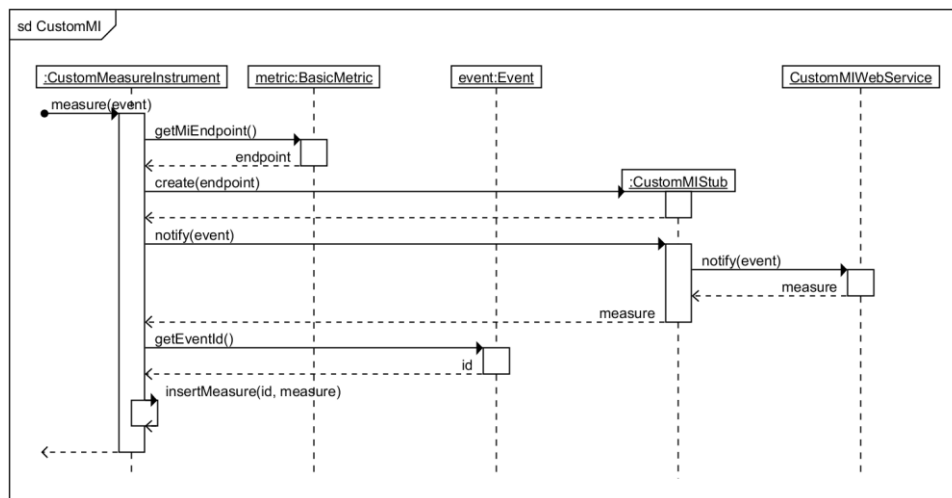 sd CustomMI
:CustomMeasureInstrument
metric:BasicMetric
event:Event
CustomMIWebService
measure(event)
getMiEndpoint()
endpoint
create(endpoint)
:CustomMIStub
notify(event)
notify(event)
measure
measure
getEventId()
id
insertMeasure(id, measure)